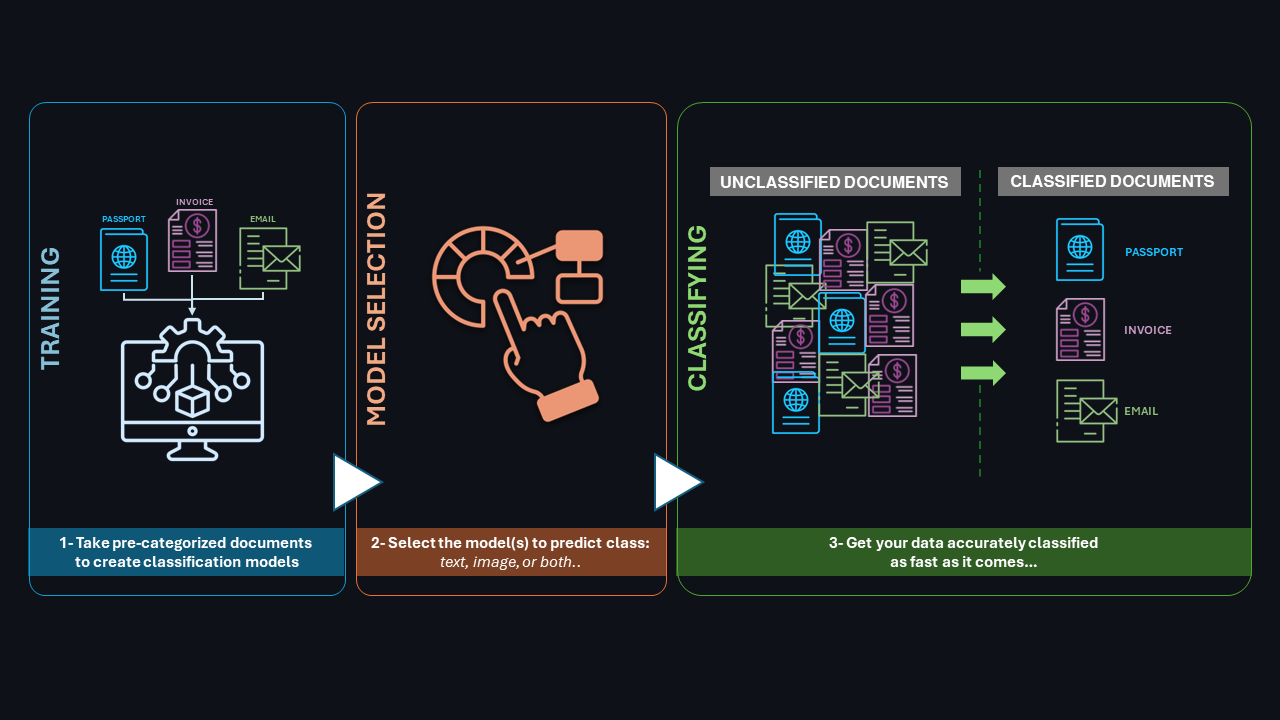 TRAINING
PASSPORT
INVOICE
EMAIL
1- Take pre-categorized documents
to create classification models
MODEL SELECTION
2- Select the model(s) to predict class:
text, image, or both..
CLASSIFYING
UNCLASSIFIED DOCUMENTS
CLASSIFIED DOCUMENTS
PASSPORT
INVOICE
EMAIL
3- Get your data accurately classified
as fast as it comes...